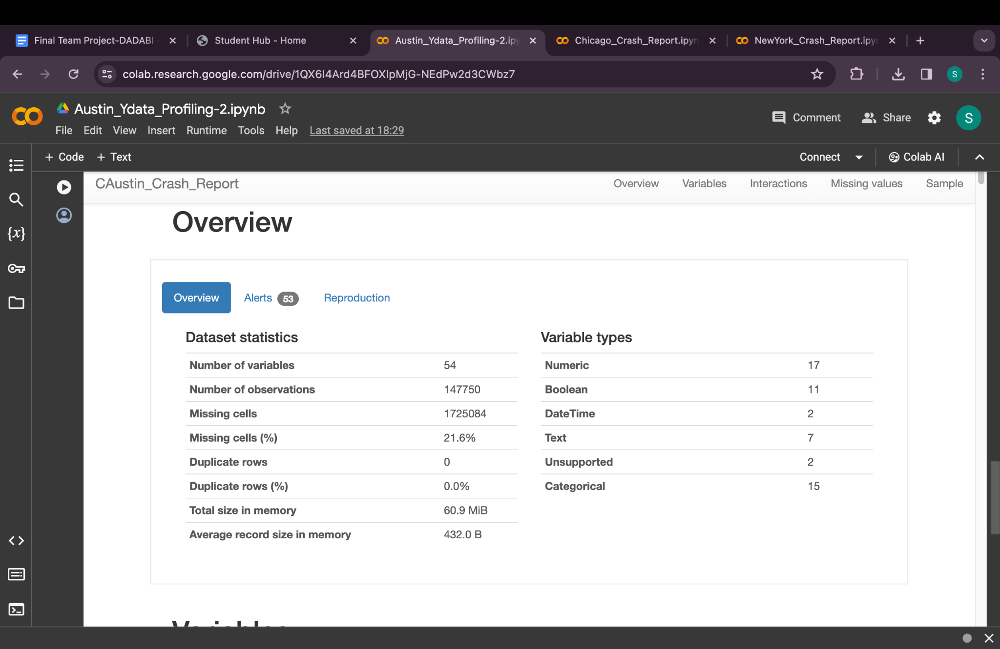 Final Team Project-DADABI -
Student Hub - Home
Austin_Ydata_Profiling-2.ipy
Chicago_Crash_Report.ipyn
NewYork_Crash_Report.ipyn
colab.research.google.com/drive/1QX6I4Ard4BFOXIpMjG-NEdPw2d3CWbz7
S
Austin_Ydata_Profiling-2.ipynb
Comment
Share
S
File Edit View Insert Runtime Tools Help Last saved at 18:29
+ Code + Text
Connect
Colab AI
CAustin_Crash_Report
Overview Variables Interactions Missing values Sample
{x}
Overview
Overview Alerts 53 Reproduction
Dataset statistics
Number of variables 54
Number of observations 147750
Missing cells 1725084
Missing cells (%) 21.6%
Duplicate rows 0
Duplicate rows (%) 0.0%
Total size in memory 60.9 MiB
Average record size in memory 432.0 B
Variable types
Numeric 17
Boolean 11
DateTime 2
Text 7
Unsupported 2
Categorical 15
Variables